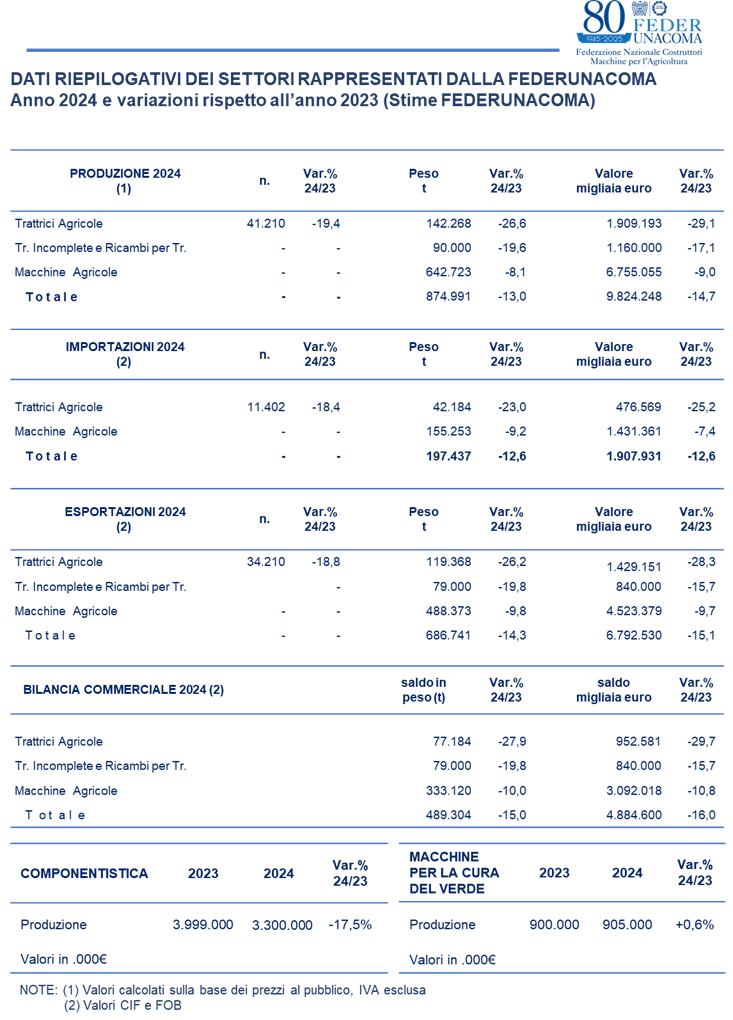 80
1945-2025
FEDER
UNACOMA
Federazione Nazionale Costruttori
Macchine per l'Agricoltura
DATI RIEPILOGATIVI DEI SETTORI RAPPRESENTATI DALLA FEDERUNACOMA
Anno 2024 e variazioni rispetto all'anno 2023 (Stime FEDERUNACOMA)
PRODUZIONE 2024 (1) n. Var.% 24/23 Peso t Var.% 24/23 Valore migliaia euro Var.% 24/23
Trattrici Agricole 41.210 -19,4 142.268 -26,6 1.909.193 -29,1
Tr. Incomplete e Ricambi per Tr. - - 90.000 -19,6 1.160.000 -17,1
Macchine Agricole - - 642.723 -8,1 6.755.055 -9,0
Totale - - 874.991 -13,0 9.824.248 -14,7
IMPORTAZIONI 2024 (2) n. Var.% 24/23 Peso t Var.% 24/23 Valore migliaia euro Var.% 24/23
Trattrici Agricole 11.402 -18,4 42.184 -23,0 476.569 -25,2
Macchine Agricole - - 155.253 -9,2 1.431.361 -7,4
Totale - - 197.437 -12,6 1.907.931 -12,6
ESPORTAZIONI 2024 (2) n. Var.% 24/23 Peso t Var.% 24/23 Valore migliaia euro Var.% 24/23
Trattrici Agricole 34.210 -18,8 119.368 -26,2 1.429.151 -28,3
Tr. Incomplete e Ricambi per Tr. - 79.000 -19,8 840.000 -15,7
Macchine Agricole - - 488.373 -9,8 4.523.379 -9,7
Totale - - 686.741 -14,3 6.792.530 -15,1
BILANCIA COMMERCIALE 2024 (2) saldo in peso (t) Var.% 24/23 saldo migliaia euro Var.% 24/23
Trattrici Agricole 77.184 -27,9 952.581 -29,7
Tr. Incomplete e Ricambi per Tr. 79.000 -19,8 840.000 -15,7
Macchine Agricole 333.120 -10,0 3.092.018 -10,8
Totale 489.304 -15,0 4.884.600 -16,0
COMPONENTISTICA 2023 2024 Var.% 24/23
Produzione 3.999.000 3.300.000 -17,5%
Valori in .000€
MACCHINE PER LA CURA DEL VERDE 2023 2024 Var.% 24/23
Produzione 900.000 905.000 +0,6%
Valori in .000€
NOTE: (1) Valori calcolati sulla base dei prezzi al pubblico, IVA esclusa
(2) Valori CIF e FOB